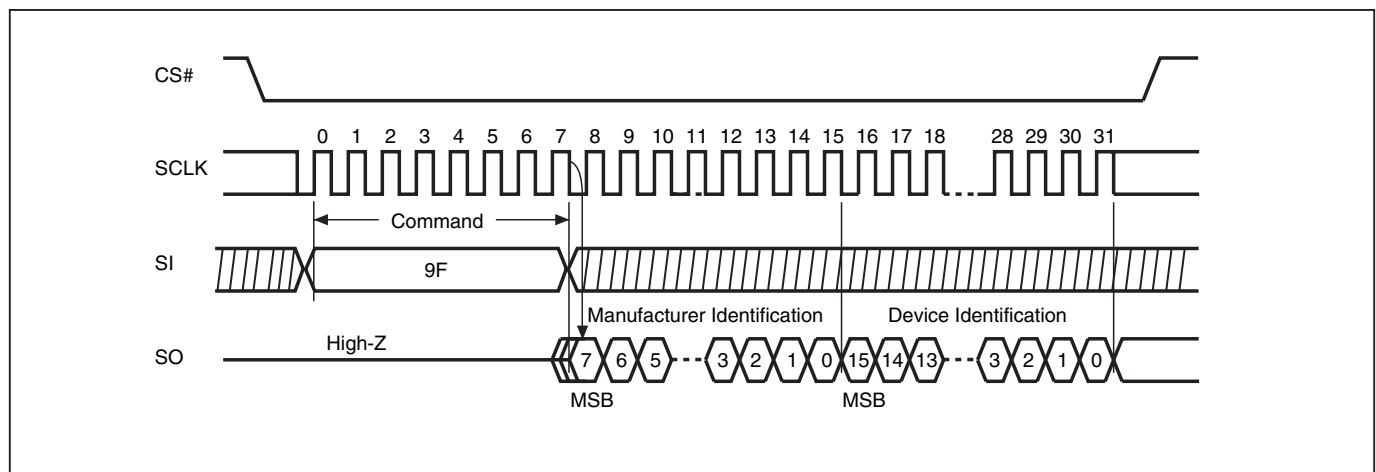 CS#
0 1 2 3 4 5 6 7 8 9 10 11 12 13 14 15 16 17 18 28 29 30 31
SCLK
Command
SI
9F
Manufacturer Identification Device Identification
High-Z
SO
7 6 5 3 2 1 0 15 14 13 3 2 1 0
MSB MSB